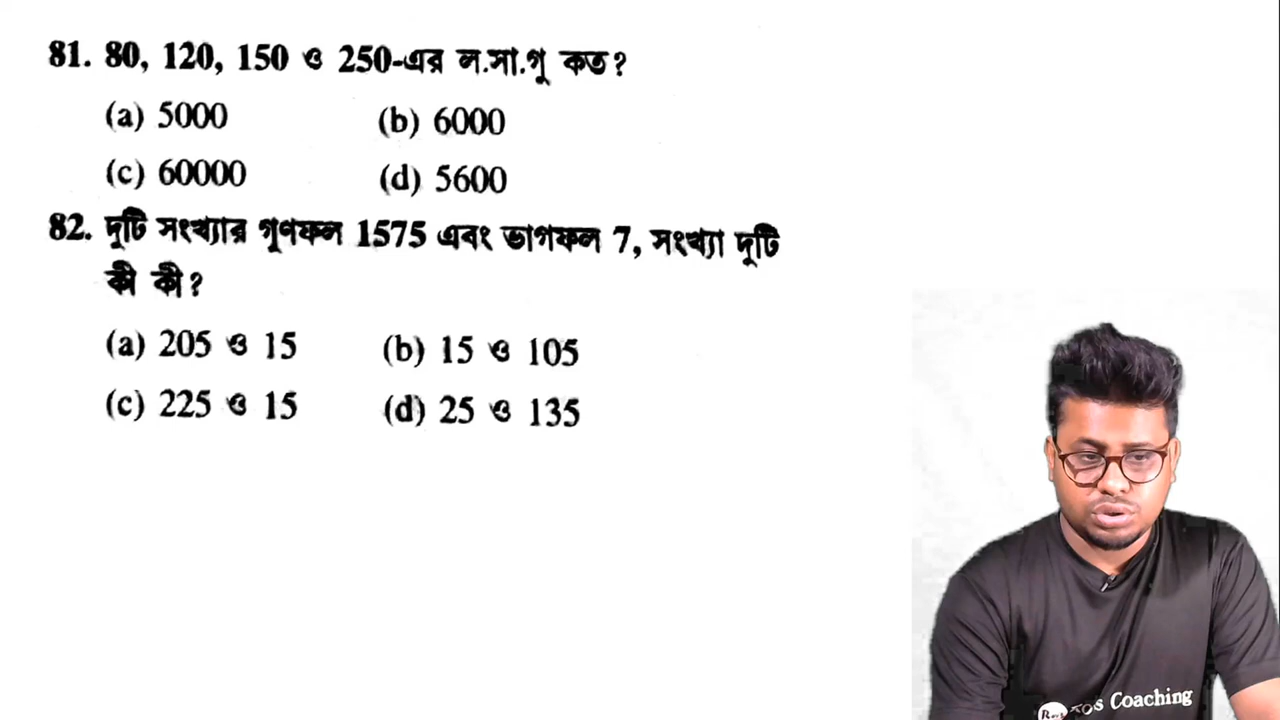 81. 80, 120, 150 ও 250-এর ল.সা.গু কত?
(a) 5000 (b) 6000
(c) 60000 (d) 5600
82. দুটি সংখ্যার গুণফল 1575 এবং ভাগফল 7, সংখ্যা দুটি
কী কী?
(a) 205 ও 15 (b) 15 ও 105
(c) 225 ও 15 (d) 25 ও 135
Coaching